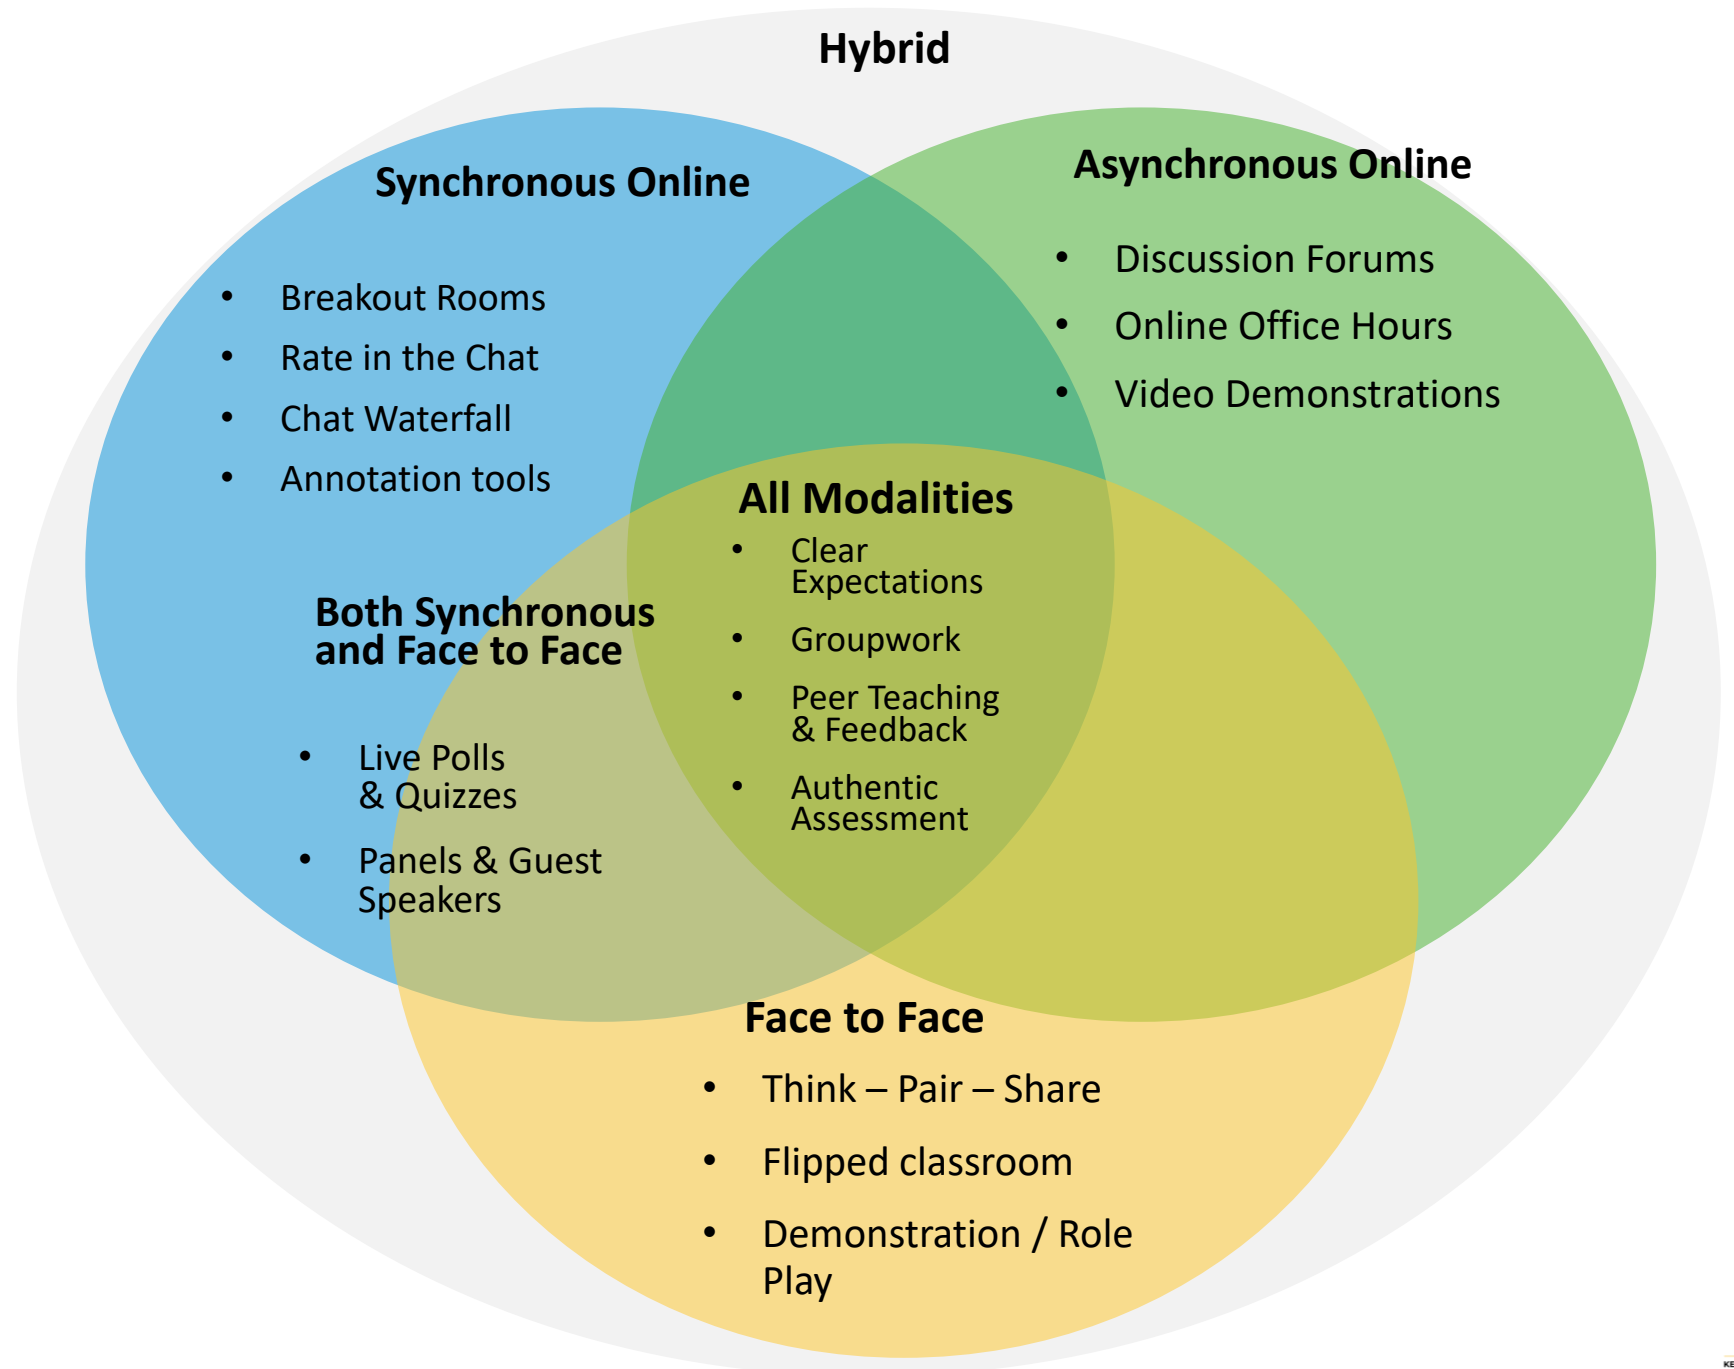 Hybrid
Synchronous Online
• Breakout Rooms
• Rate in the Chat
• Chat Waterfall
• Annotation tools
Asynchronous Online
• Discussion Forums
• Online Office Hours
• Video Demonstrations
Both Synchronous
and Face to Face
• Live Polls
& Quizzes
• Panels & Guest
Speakers
All Modalities
• Clear
Expectations
• Groupwork
• Peer Teaching
& Feedback
• Authentic
Assessment
Face to Face
• Think – Pair – Share
• Flipped classroom
• Demonstration / Role
Play